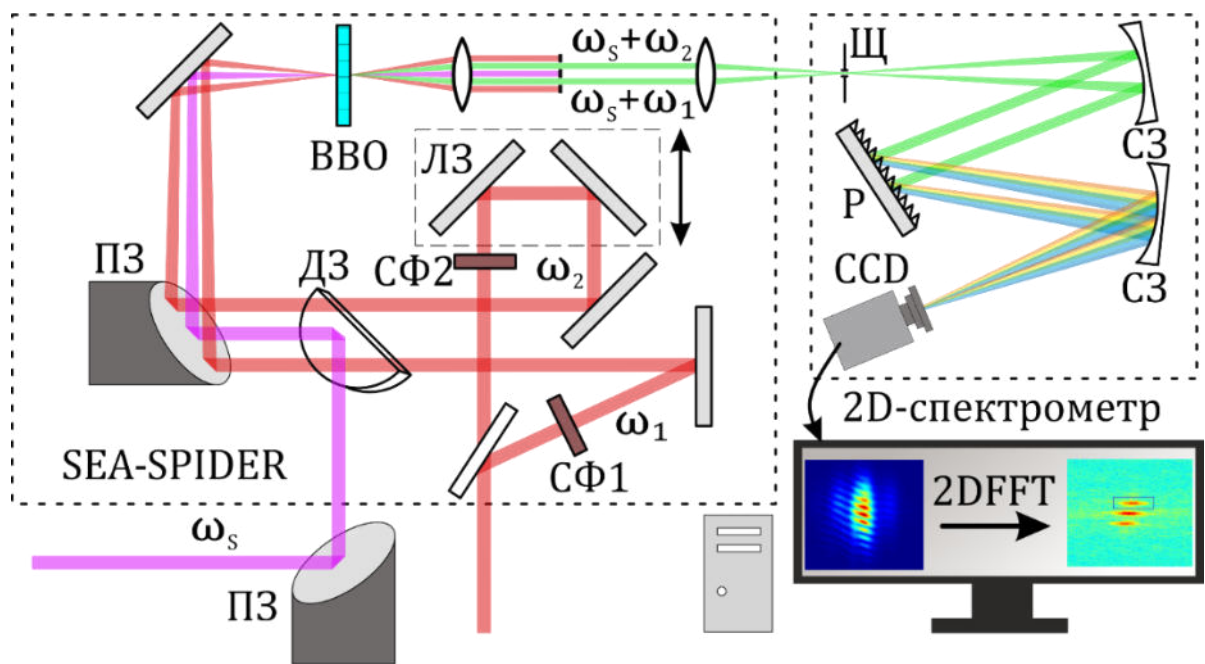 ωs+ω2
ωs+ω1
BBO
ЛЗ
ПЗ
ДЗ
СФ2
ω2
ω1
СФ1
SEA-SPIDER
ωs
ПЗ
Щ
СЗ
Р
СЗ
CCD
2D-спектрометр
2DFFT